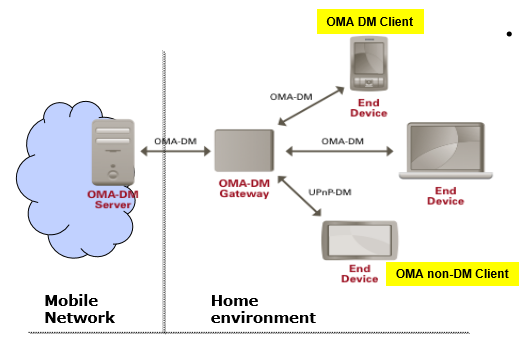 OMA DM Client
OMA-DM
End
Device
OMA-DM
OMA-DM
OMA-DM
Server
OMA-DM
Gateway
End
Device
UPnP-DM
End
Device
OMA non-DM Client
Mobile
Network
Home
environment